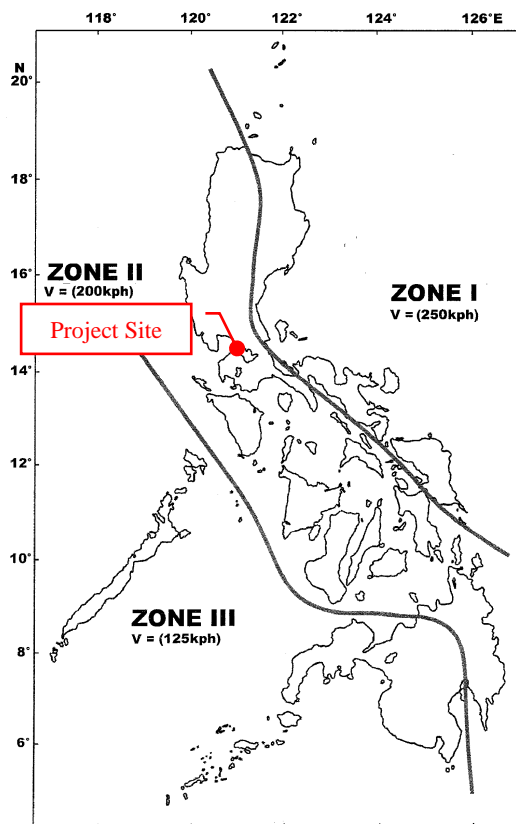 118° 120° 122° 124° 126°E
N
20°
18°
16°
ZONE II
V = (200kph)
ZONE I
V = (250kph)
Project Site
14°
12°
10°
ZONE III
V = (125kph)
8°
6°